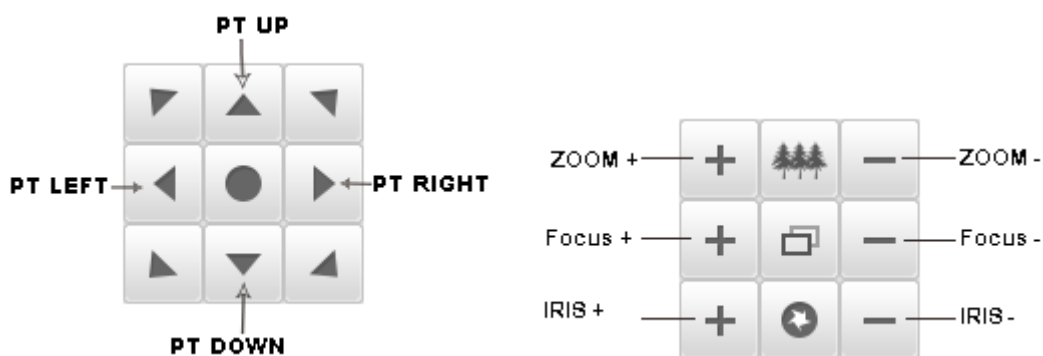 PT UP
PT LEFT
PT RIGHT
PT DOWN
ZOOM +
ZOOM -
Focus +
Focus -
IRIS +
IRIS -